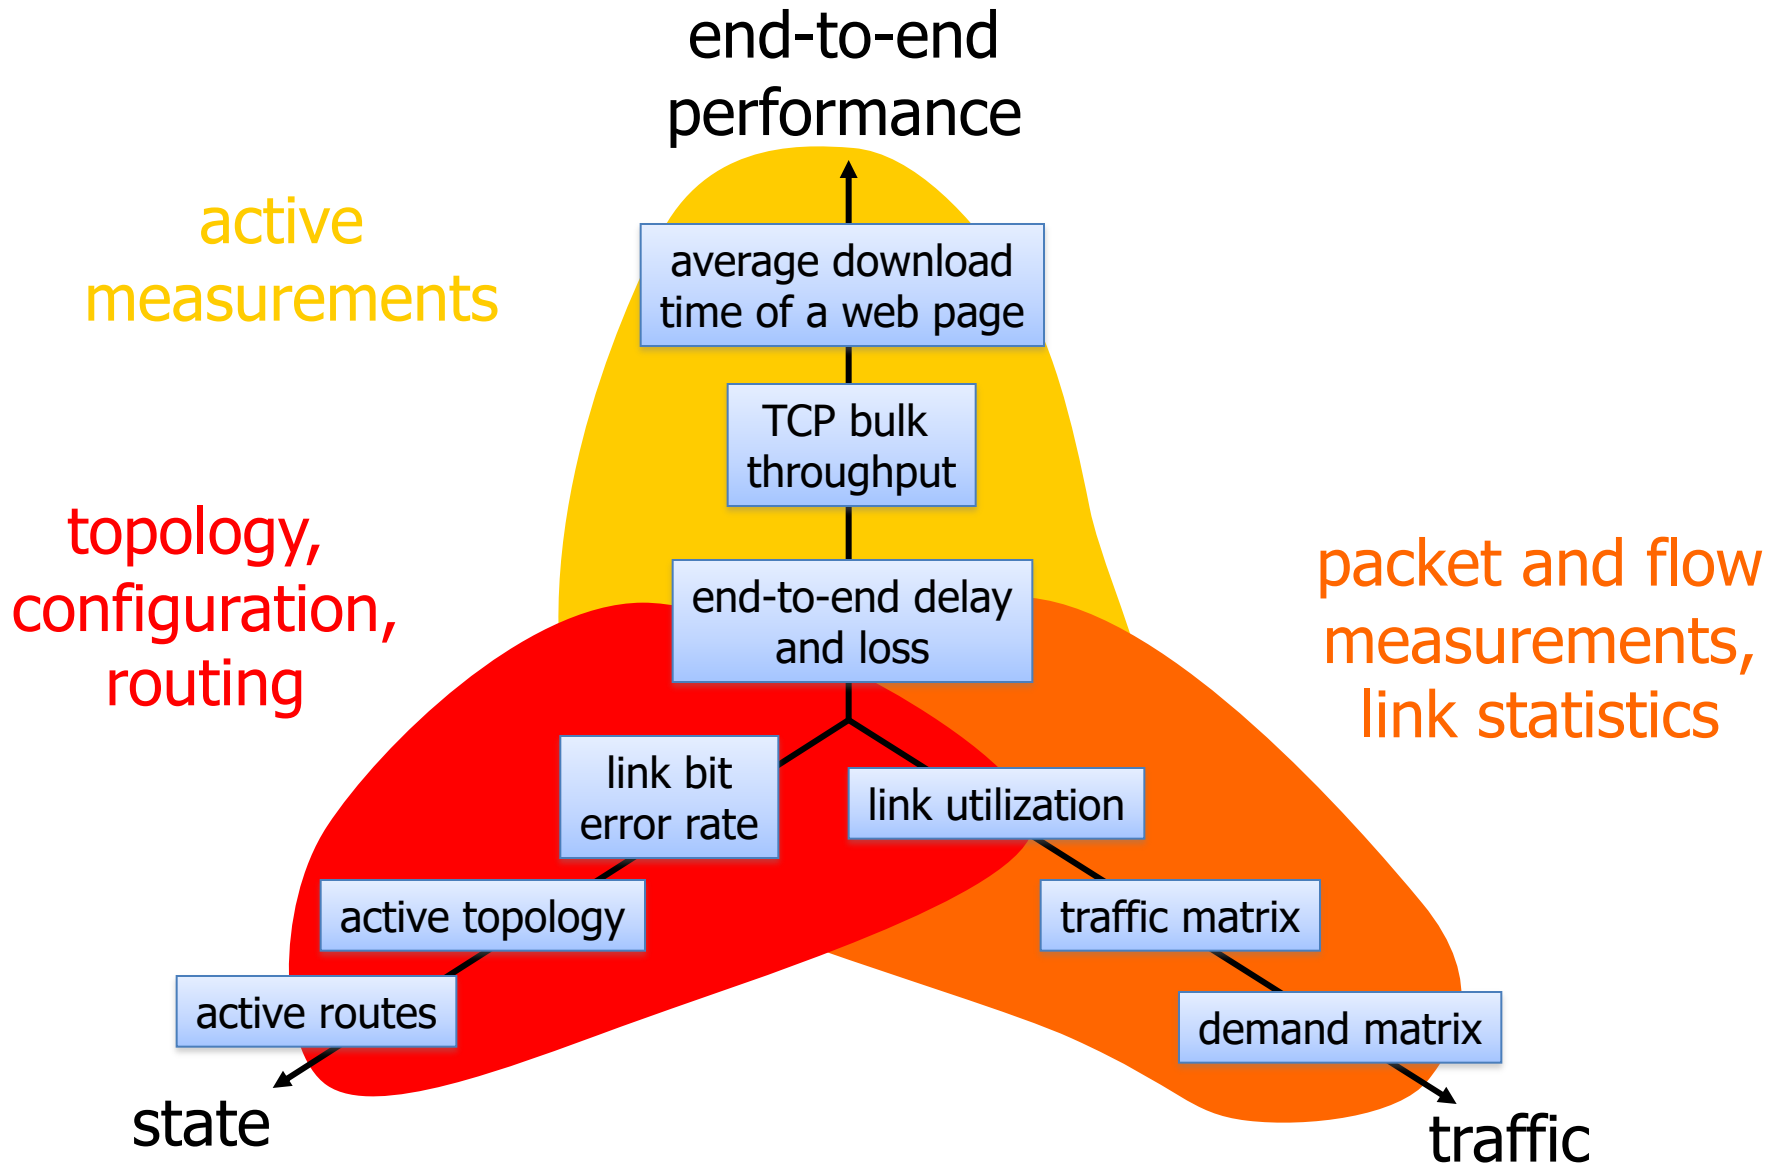 end-to-end
performance
active
measurements
average download
time of a web page
TCP bulk
throughput
topology,
configuration,
routing
end-to-end delay
and loss
packet and flow
measurements,
link statistics
link bit
error rate
link utilization
active topology
traffic matrix
active routes
demand matrix
state
traffic